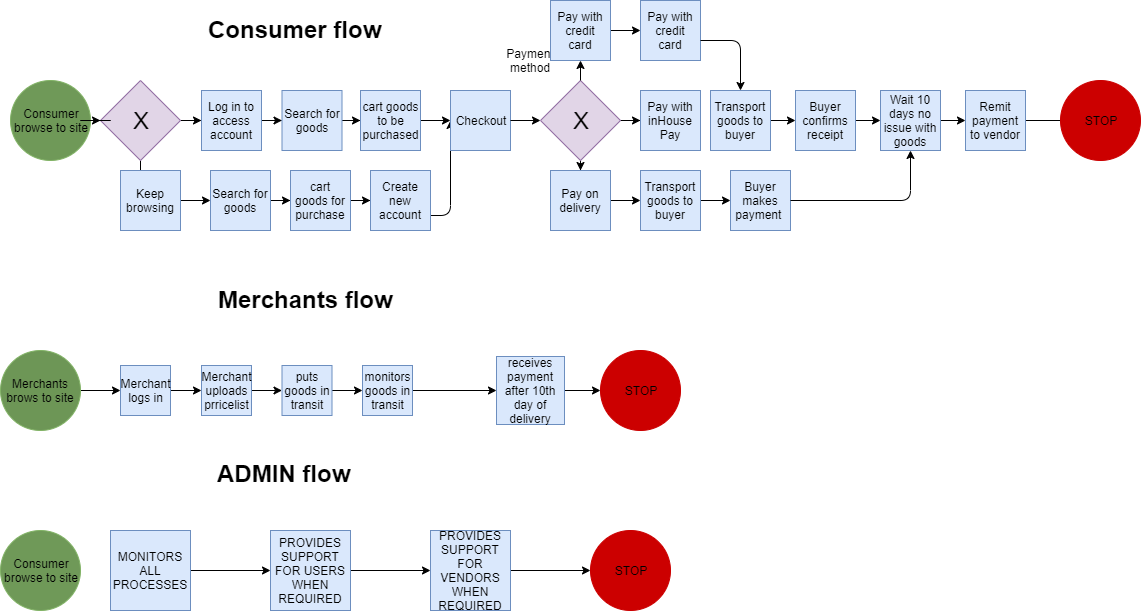 Consumer flow
Pay with
credit
card
Pay with
credit
card
Paymen
method
Consumer
browse to site
X
Log in to
access
account
Search for
goods
cart goods
to be
purchased
Checkout
X
Pay with
inHouse
Pay
Transport
goods to
buyer
Buyer
confirms
receipt
Wait 10
days no
issue with
goods
Remit
payment
to vendor
STOP
Keep
browsing
Search for
goods
cart
goods for
purchase
Create
new
account
Pay on
delivery
Transport
goods to
buyer
Buyer
makes
payment
Merchants flow
Merchants
brows to site
Merchant
logs in
Merchant
uploads
prricelist
puts
goods in
transit
monitors
goods in
transit
receives
payment
after 10th
day of
delivery
STOP
ADMIN flow
Consumer
browse to site
MONITORS
ALL
PROCESSES
PROVIDES
SUPPORT
FOR USERS
WHEN
REQUIRED
PROVIDES
SUPPORT
FOR
VENDORS
WHEN
REQUIRED
STOP